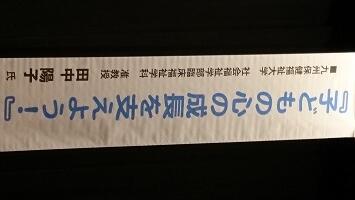 『子どもの心の成長を支えよう!』
■九州保健福祉大学 社会福祉学部臨床福祉学科 准教授 田中 陽子 氏